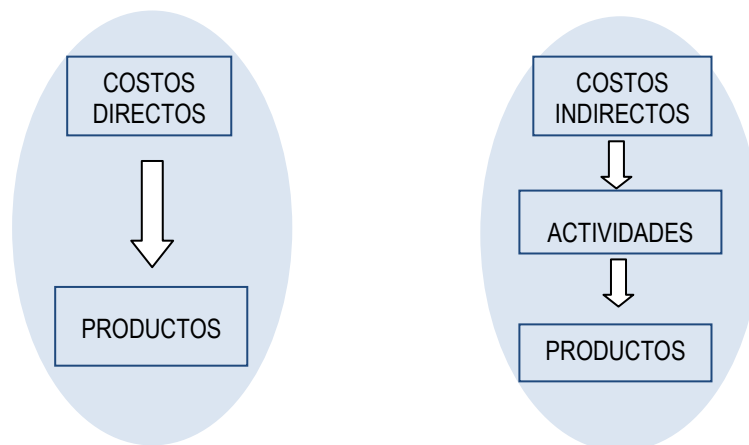 COSTOS
DIRECTOS
PRODUCTOS
COSTOS
INDIRECTOS
ACTIVIDADES
PRODUCTOS